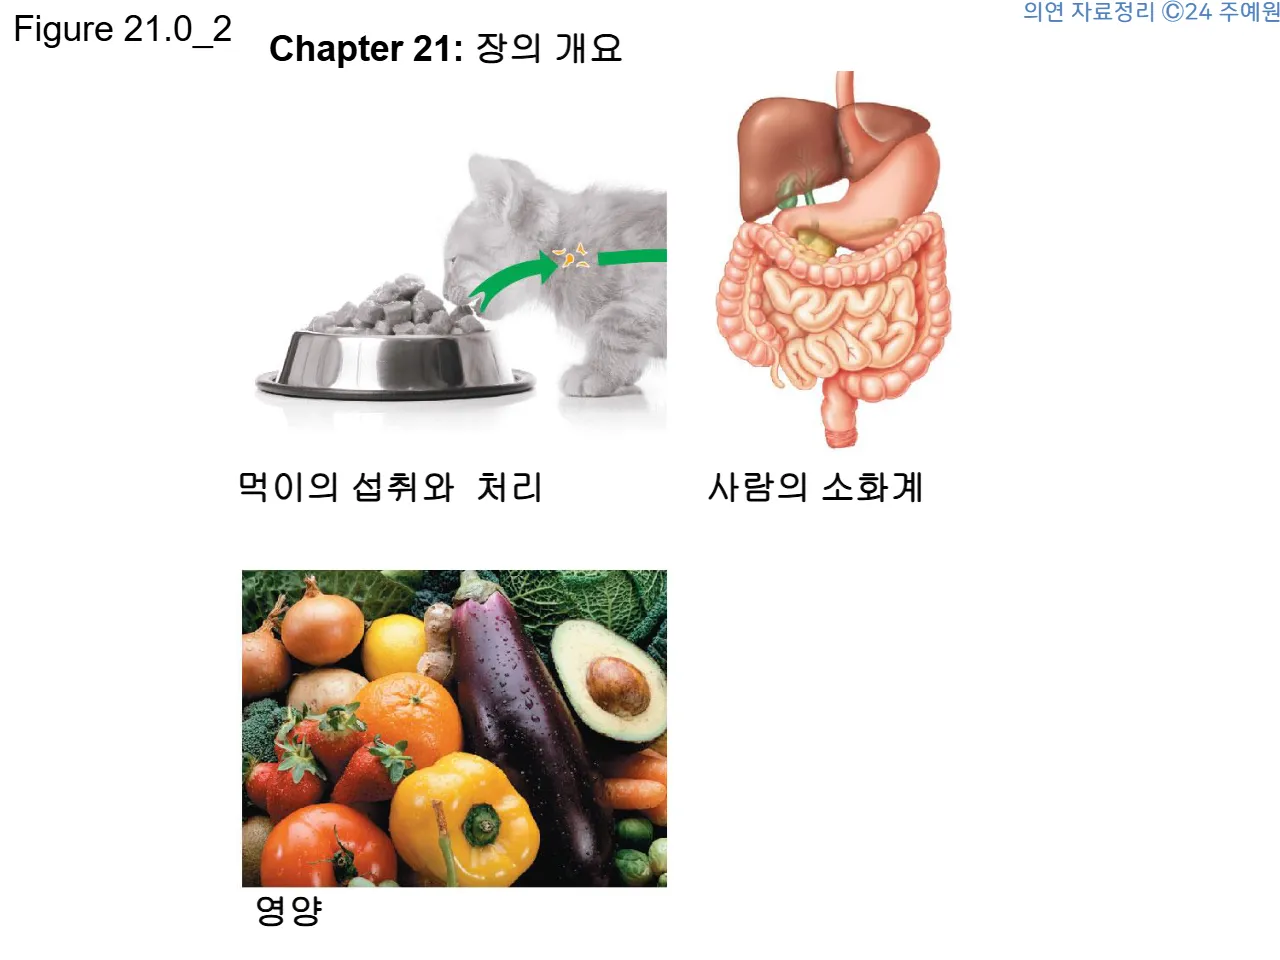 의연 자료정리 ©24 주예원
Figure 21.0_2
Chapter 21: 장의 개요
먹이의 섭취와 처리
사람의 소화계
영양